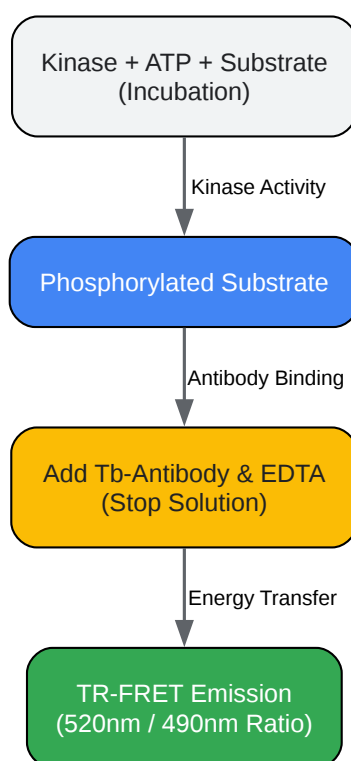 Kinase + ATP + Substrate
(Incubation)
Kinase Activity
Phosphorylated Substrate
Antibody Binding
Add Tb-Antibody & EDTA
(Stop Solution)
Energy Transfer
TR-FRET Emission
(520nm / 490nm Ratio)